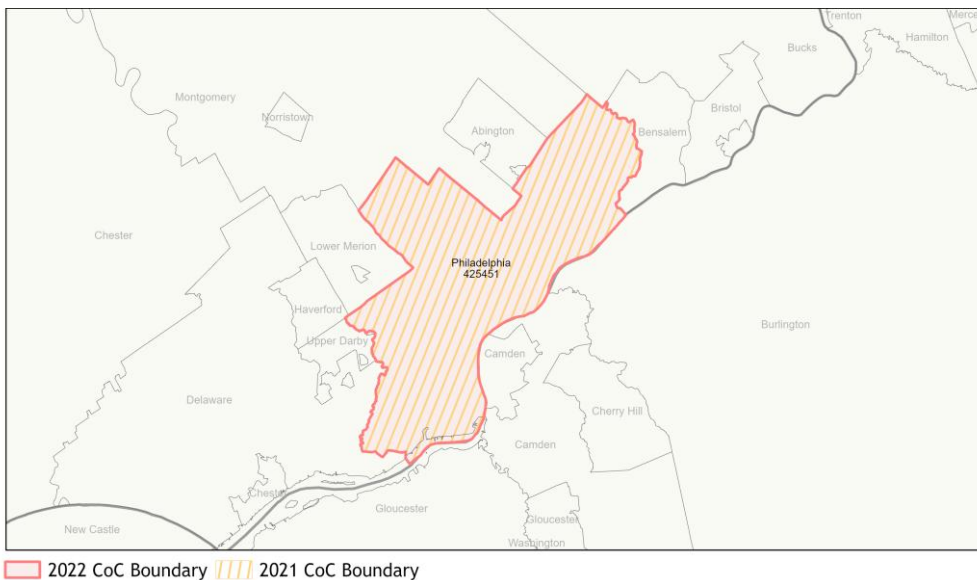 Trenton
Merce
Hamilton
Bucks
Montgomery
Norristown
Bristol
Abington
Bensalem
Chester
Lower Merion
Philadelphia
425451
Haverford
Burlington
Upper Darby
Camden
Delaware
Cherry Hill
Camden
Chester
Gloucester
Gloucester
New Castle
Washington
2022 CoC Boundary 2021 CoC Boundary